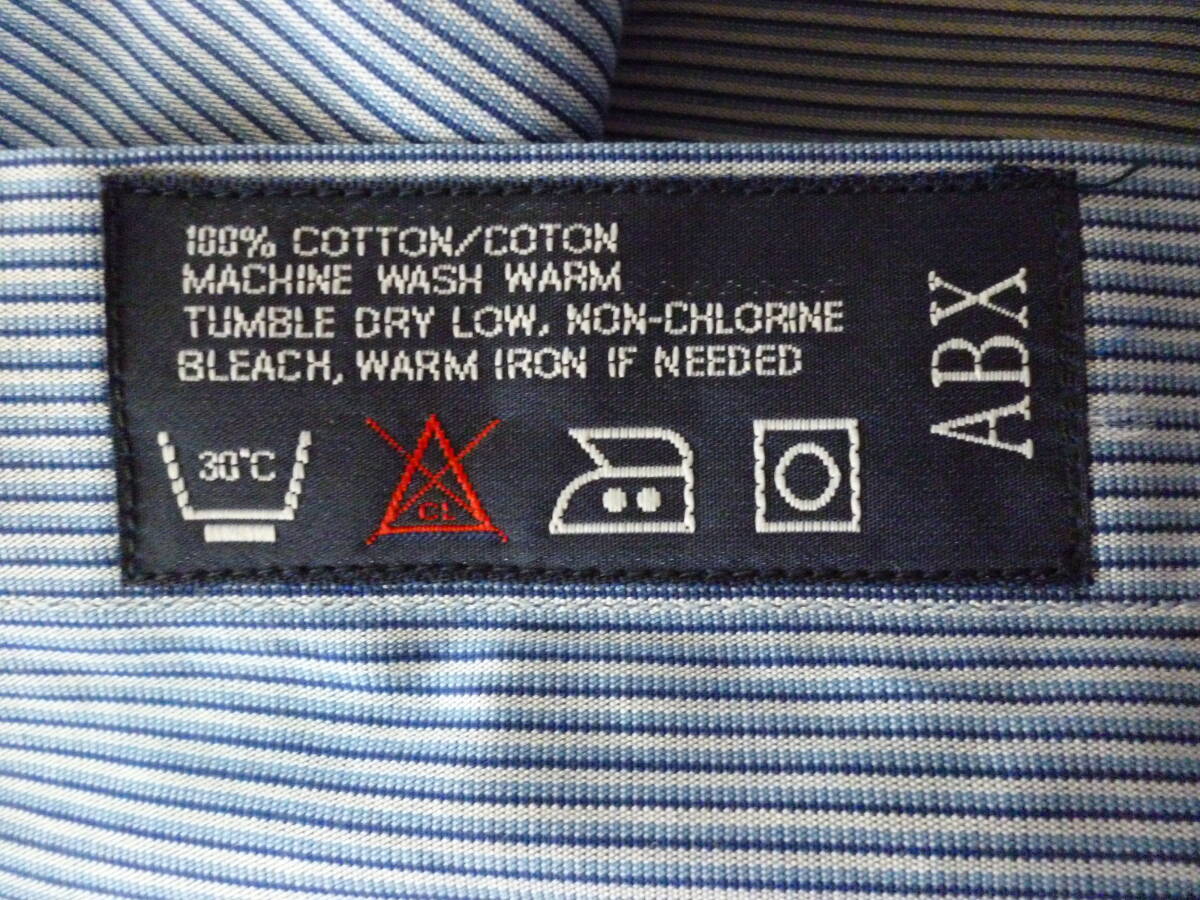 100% COTTON/COTON
MACHINE WASH WARM
TUMBLE DRY LOW, NON-CHLORINE
BLEACH, WARM IRON IF NEEDED
30°C
CL
ABX